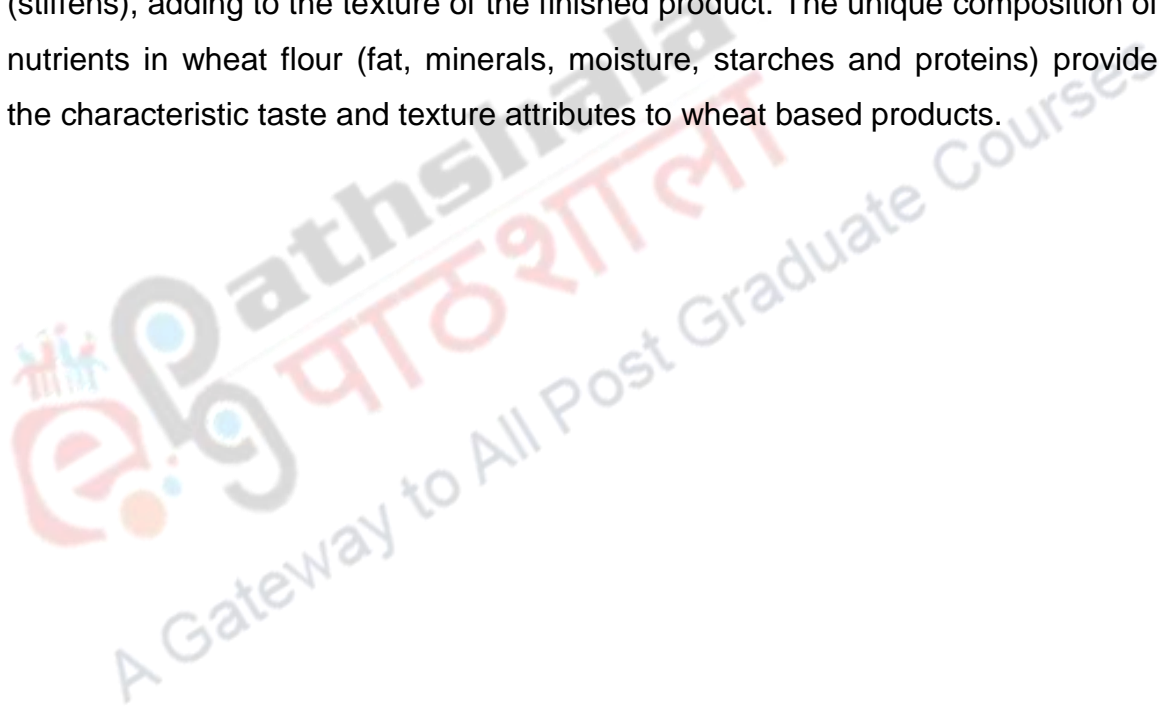 (stiffens), adding to the texture of the finished product. The unique composition of
nutrients in wheat flour (fat, minerals, moisture, starches and proteins) provide
the characteristic taste and texture attributes to wheat based products.
Pathshala
पाठशाला
A Gateway to All Post Graduate Courses